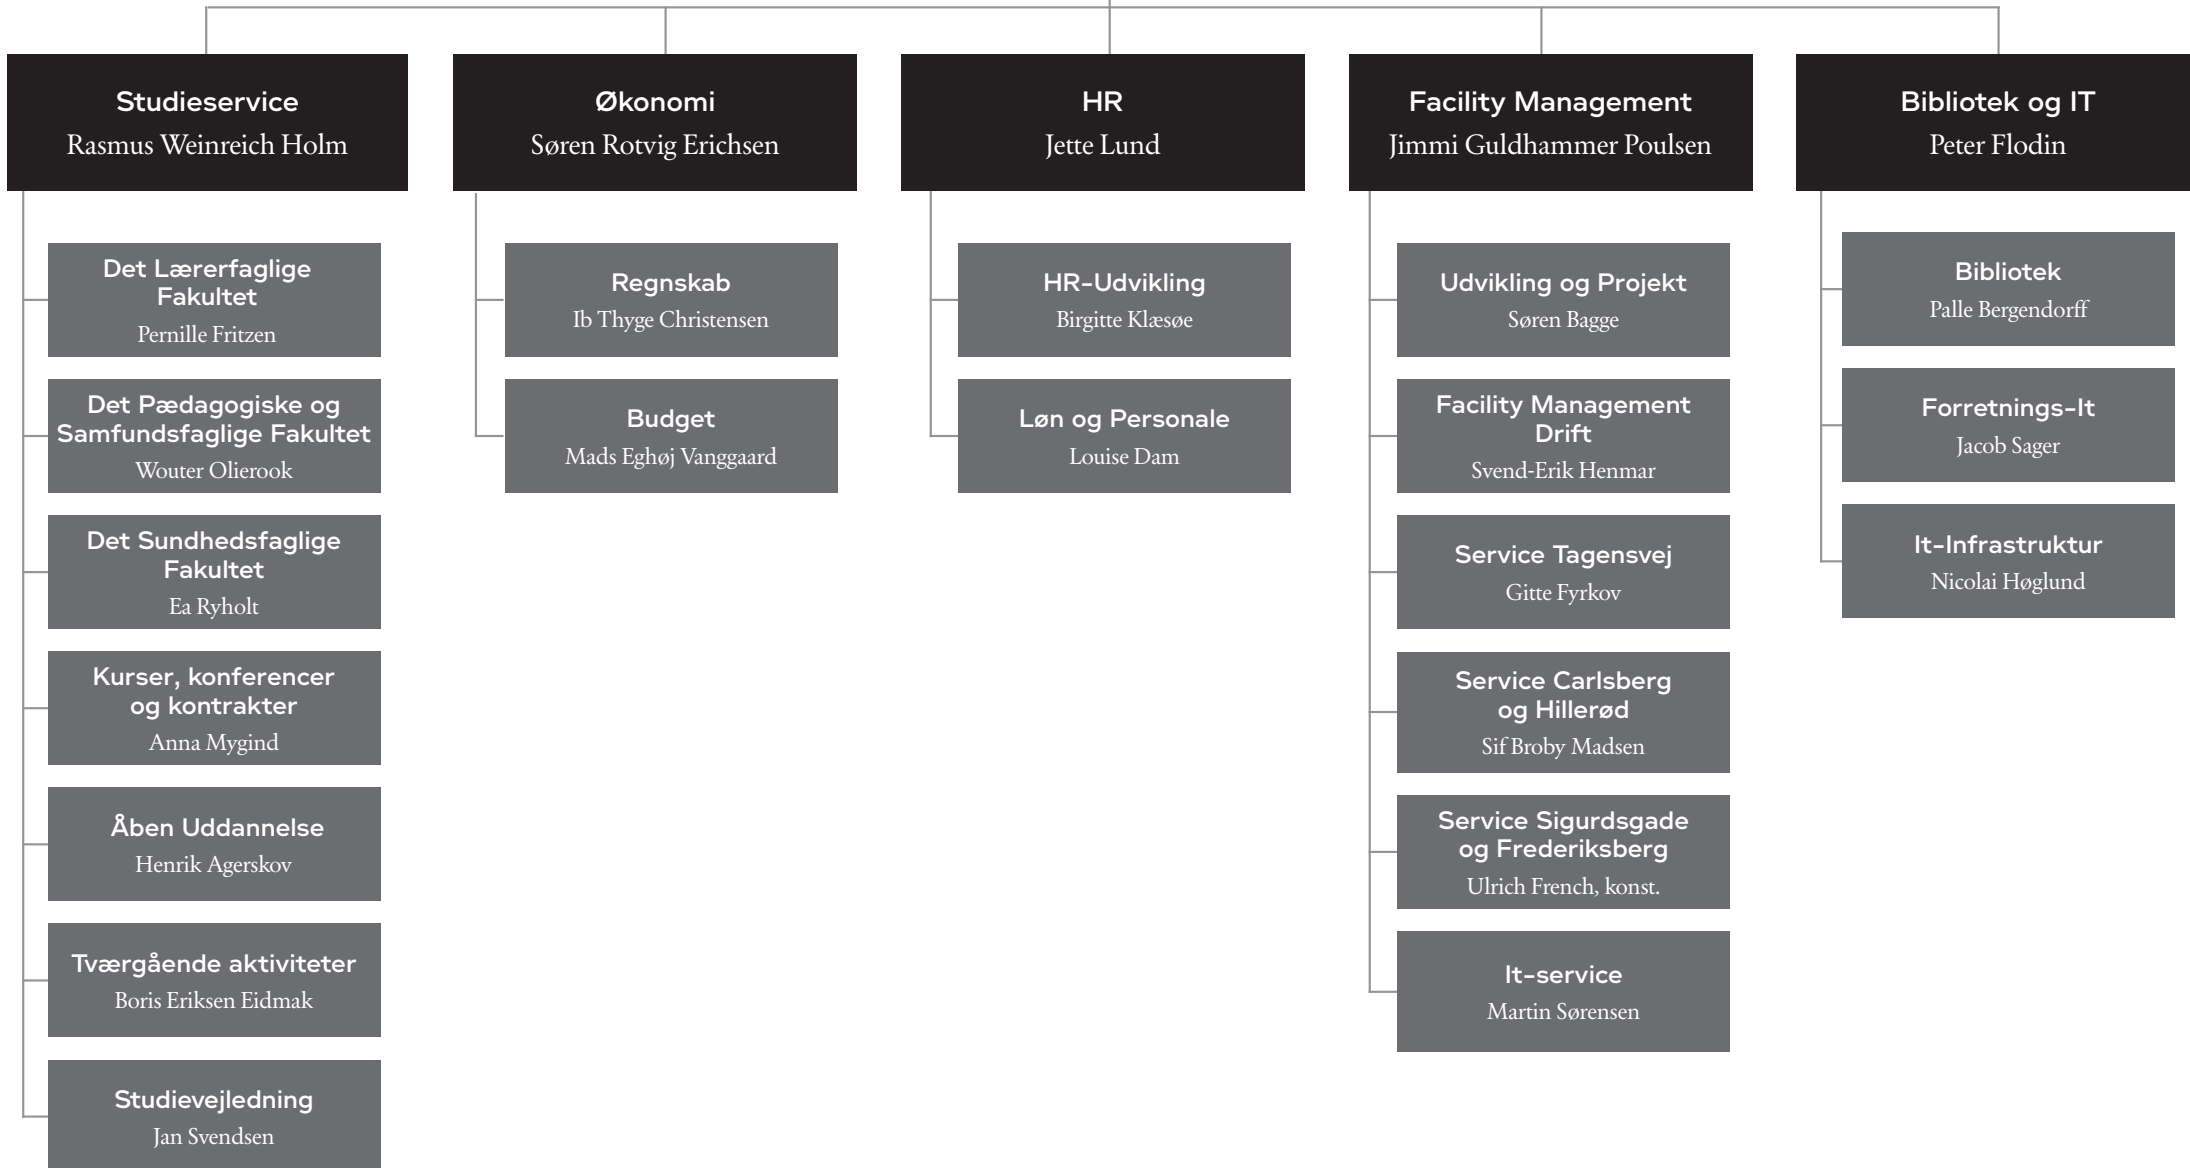 Studieservice
Rasmus Weinreich Holm
Det Lærerfaglige
Fakultet
Pernille Fritzen
Det Pædagogiske og
Samfundsfaglige Fakultet
Wouter Olierook
Det Sundhedsfaglige
Fakultet
Ea Ryholt
Kurser, konferencer
og kontrakter
Anna Mygind
Åben Uddannelse
Henrik Agerskov
Tværgående aktiviteter
Boris Eriksen Eidmak
Studievejledning
Jan Svendsen
Økonomi
Søren Rotvig Erichsen
Regnskab
Ib Thyge Christensen
Budget
Mads Eghøj Vanggaard
HR
Jette Lund
HR-Udvikling
Birgitte Klæsøe
Løn og Personale
Louise Dam
Facility Management
Jimmi Guldhammer Poulsen
Udvikling og Projekt
Søren Bagge
Facility Management
Drift
Svend-Erik Henmar
Service Tagensvej
Gitte Fyrkov
Service Carlsberg
og Hillerød
Sif Broby Madsen
Service Sigurdsgade
og Frederiksberg
Ulrich French, konst.
It-service
Martin Sørensen
Bibliotek og IT
Peter Flodin
Bibliotek
Palle Bergendorff
Forretnings-It
Jacob Sager
It-Infrastruktur
Nicolai Høglund